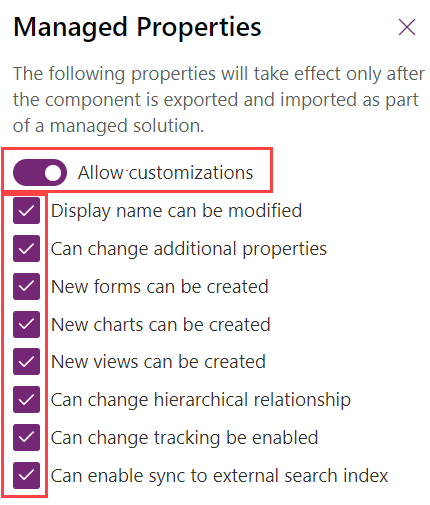 Managed Properties
The following properties will take effect only after
the component is exported and imported as part
of a managed solution.
Allow customizations
Display name can be modified
Can change additional properties
New forms can be created
New charts can be created
New views can be created
Can change hierarchical relationship
Can change tracking be enabled
Can enable sync to external search index